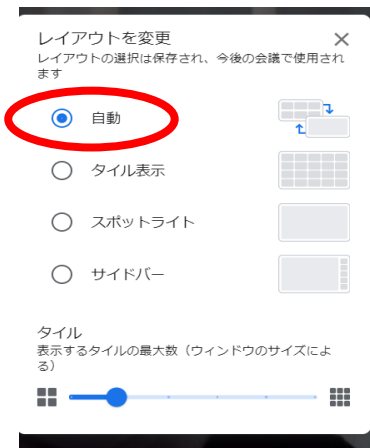 レイアウトを変更
レイアウトの選択は保存され、今後の会議で使用され
ます
自動
タイル表示
スポットライト
サイドバー
タイル
表示するタイルの最大数（ウィンドウのサイズによ
る）